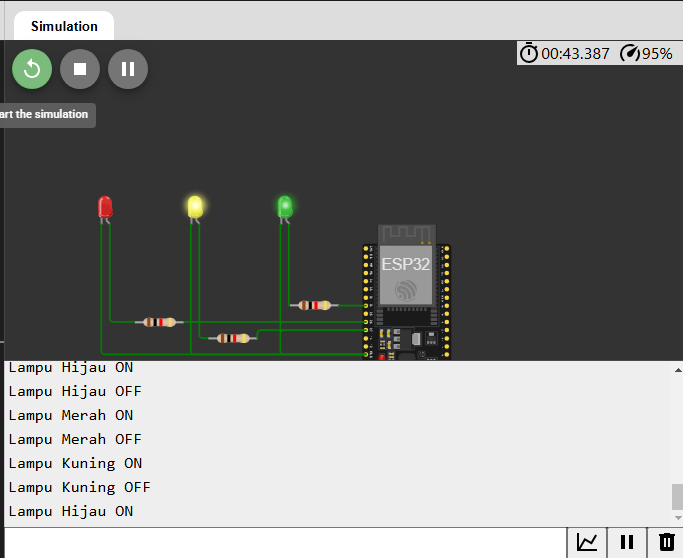 Simulation
00:43.387 95%
art the simulation
ESP32
Lampu Hijau ON
Lampu Hijau OFF
Lampu Merah ON
Lampu Merah OFF
Lampu Kuning ON
Lampu Kuning OFF
Lampu Hijau ON